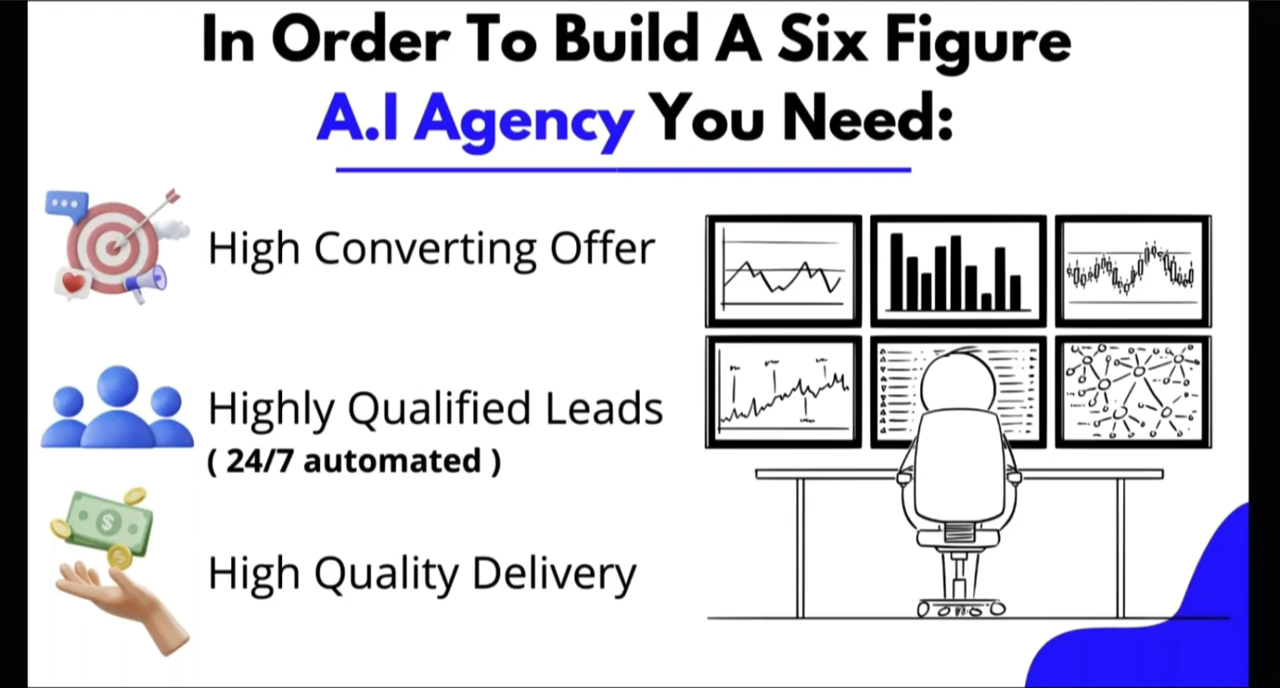 In Order To Build A Six Figure
A.I Agency You Need:
High Converting Offer
Highly Qualified Leads
( 24/7 automated )
High Quality Delivery